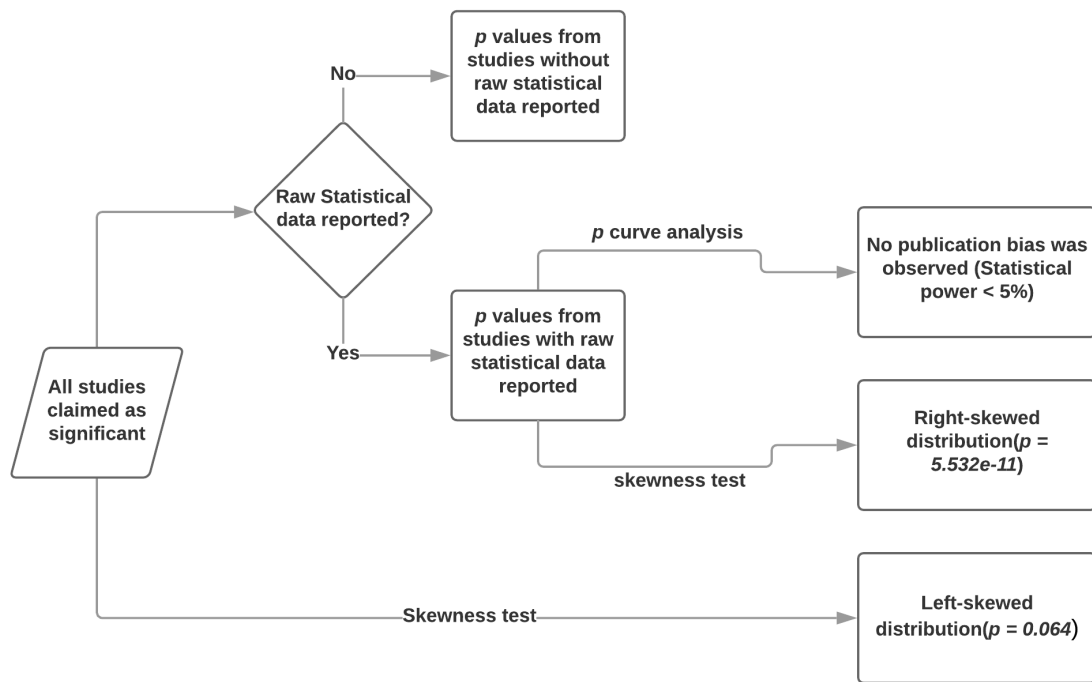 p values from
studies without
raw statistical
data reported
No
Raw Statistical
data reported?
p curve analysis
No publication bias was
observed (Statistical
power < 5%)
p values from
studies with raw
statistical data
reported
Yes
All studies
claimed as
significant
Right-skewed
distribution(p =
5.532e-11)
skewness test
Left-skewed
distribution(p = 0.064)
Skewness test